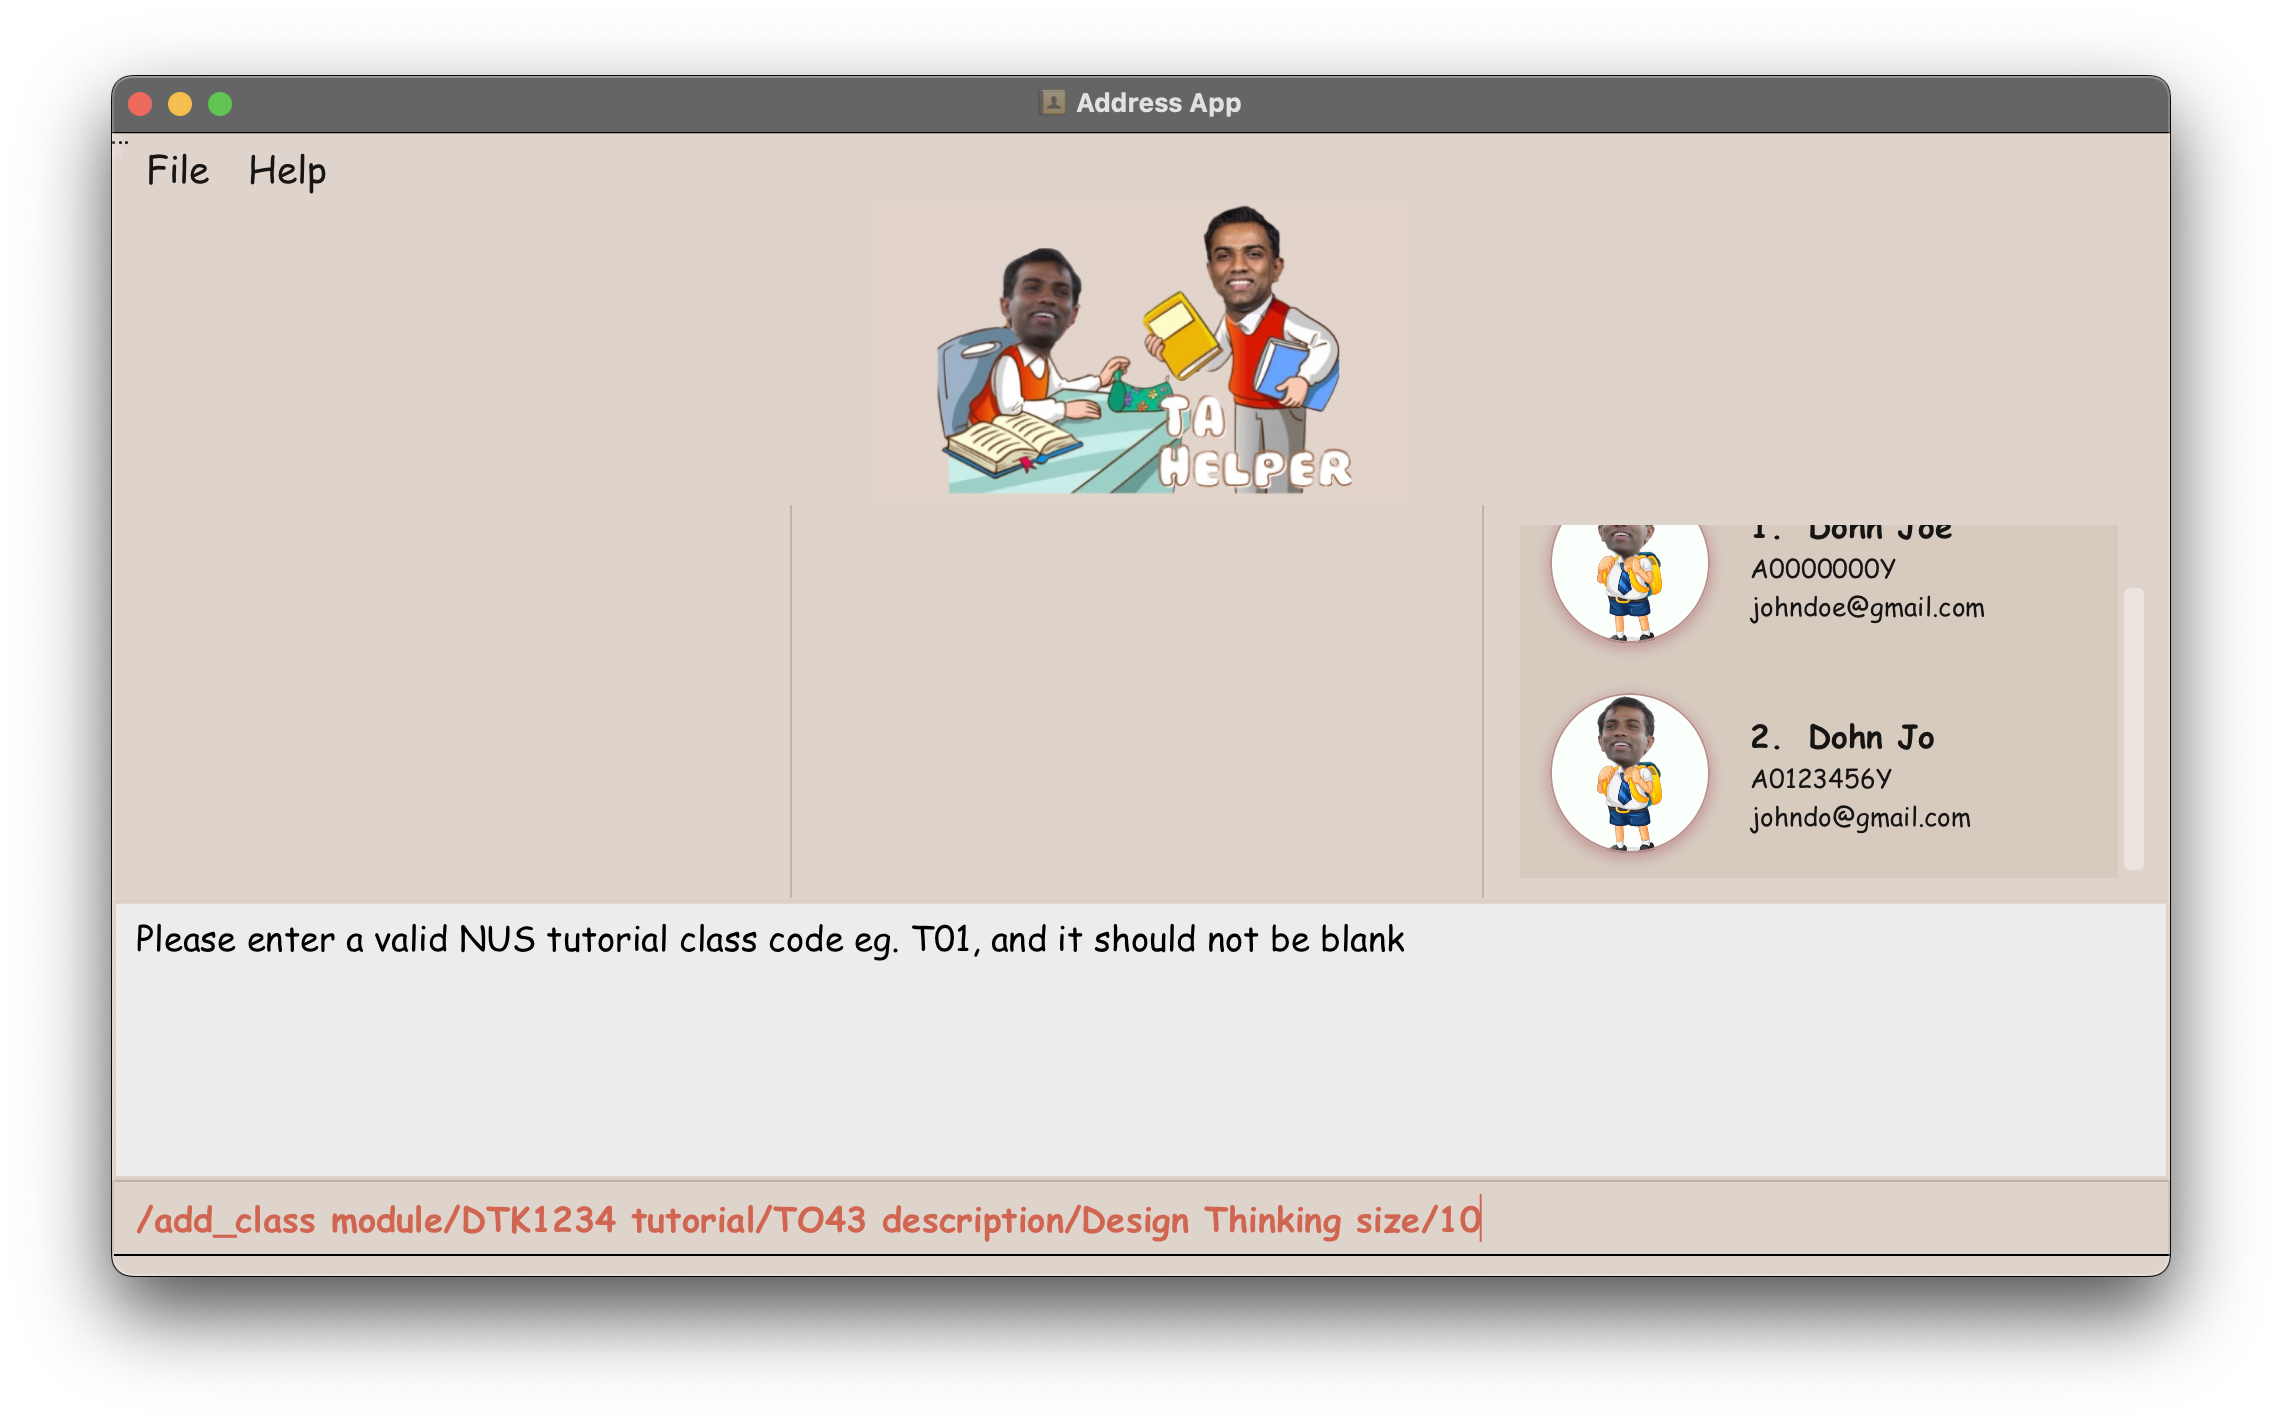 Address App
File Help
TA
HELPER
1. Dohn Joe
A0000000Y
johndoe@gmail.com
2. Dohn Jo
A0123456Y
johndo@gmail.com
Please enter a valid NUS tutorial class code eg. T01, and it should not be blank
/add_class module/DTK1234 tutorial/TO43 description/Design Thinking size/10